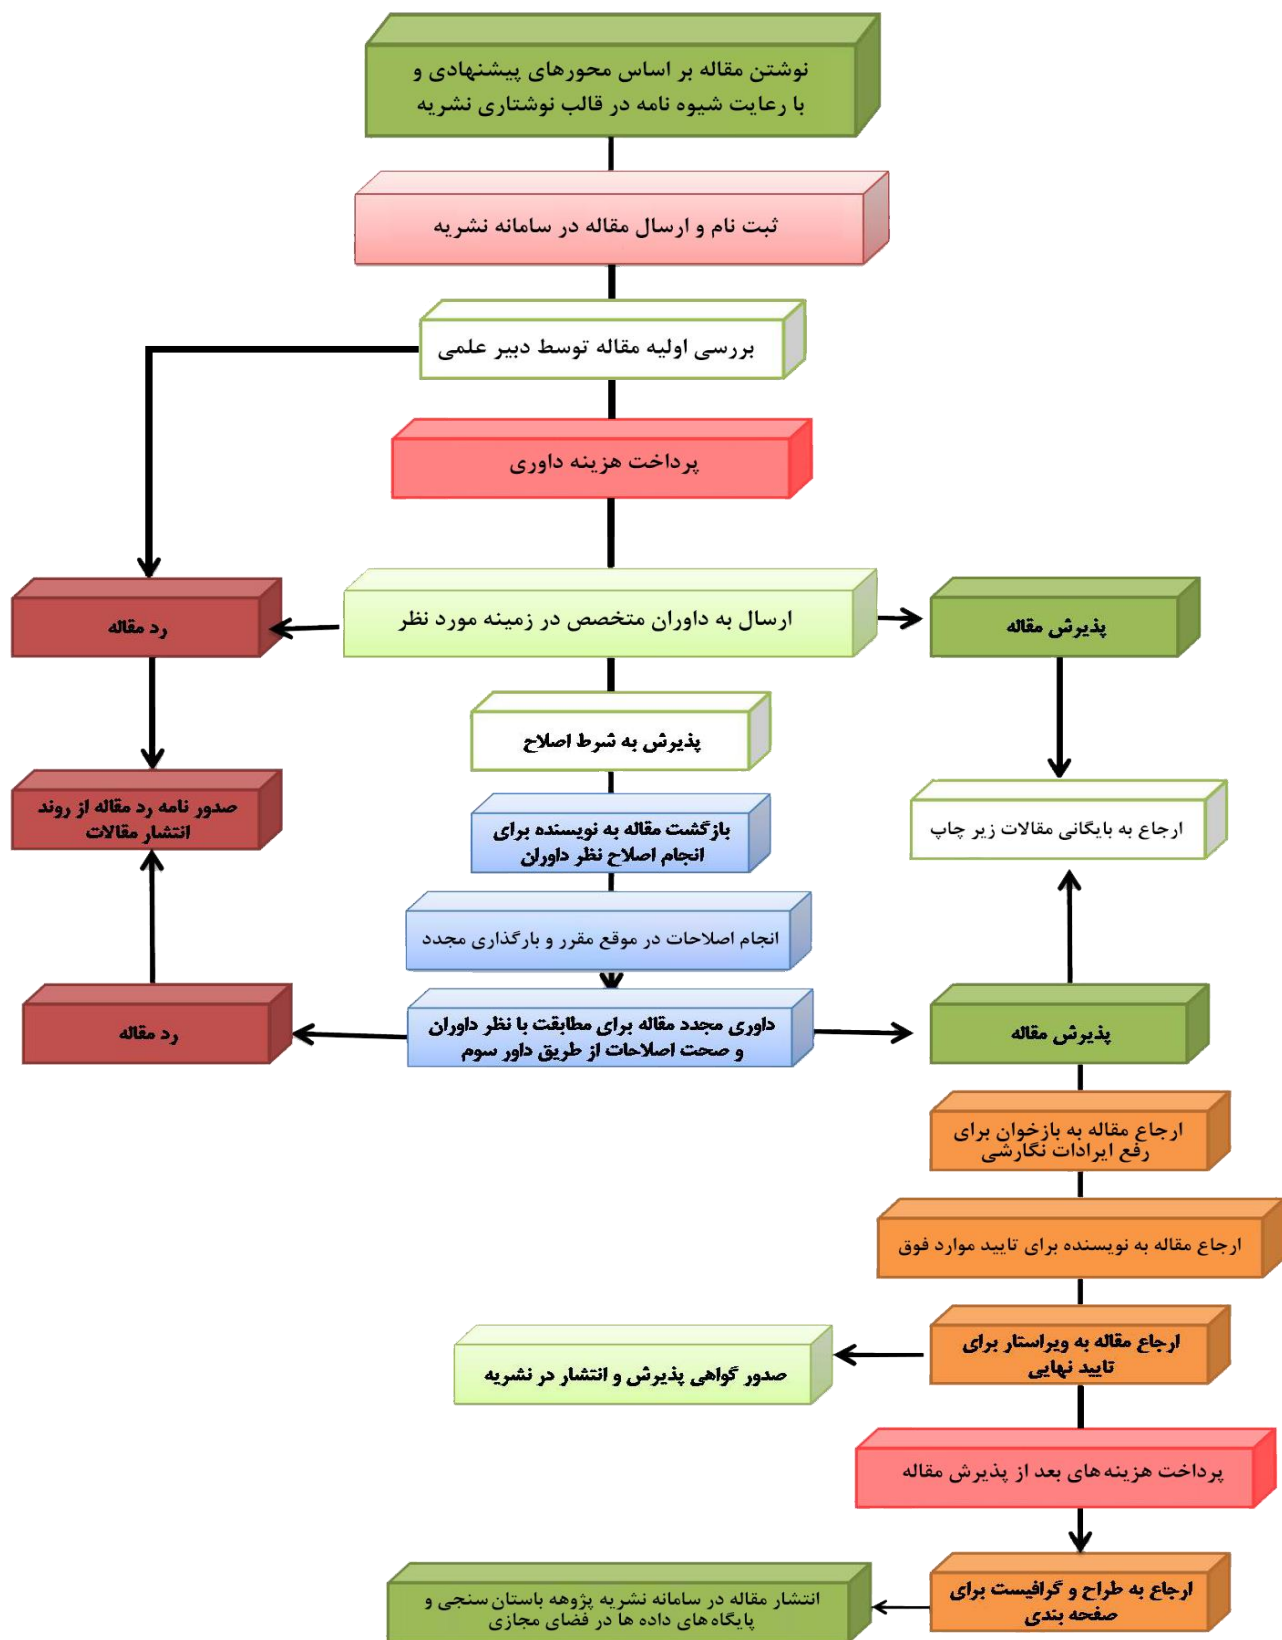 نوشتن مقاله بر اساس محورهای پیشنهادی و
با رعایت شیوه نامه در قالب نوشتاری نشریه
ثبت نام و ارسال مقاله در سامانه نشریه
بررسی اولیه مقاله توسط دبیر علمی
پرداخت هزینه داوری
ارسال به داوران متخصص در زمینه مورد نظر
پذیرش مقاله
رد مقاله
پذیرش به شرط اصلاح
ارجاع به بایگانی مقالات زیر چاپ
صدور نامه رد مقاله از روند
انتشار مقالات
بازگشت مقاله به نویسنده برای
انجام اصلاح نظر داوران
انجام اصلاحات در موقع مقرر و بارگذاری مجدد
داوری مجدد مقاله برای مطابقت با نظر داوران
و صحت اصلاحات از طریق داور سوم
پذیرش مقاله
رد مقاله
ارجاع مقاله به بازخوان برای
رفع ایرادات نگارشی
ارجاع مقاله به نویسنده برای تایید موارد فوق
ارجاع مقاله به ویراستار برای
تایید نهایی
صدور گواهی پذیرش و انتشار در نشریه
پرداخت هزینه های بعد از پذیرش مقاله
ارجاع به طراح و گرافیست برای
صفحه بندی
انتشار مقاله در سامانه نشریه پژوهه باستان سنجی و
پایگاه های داده ها در فضای مجازی